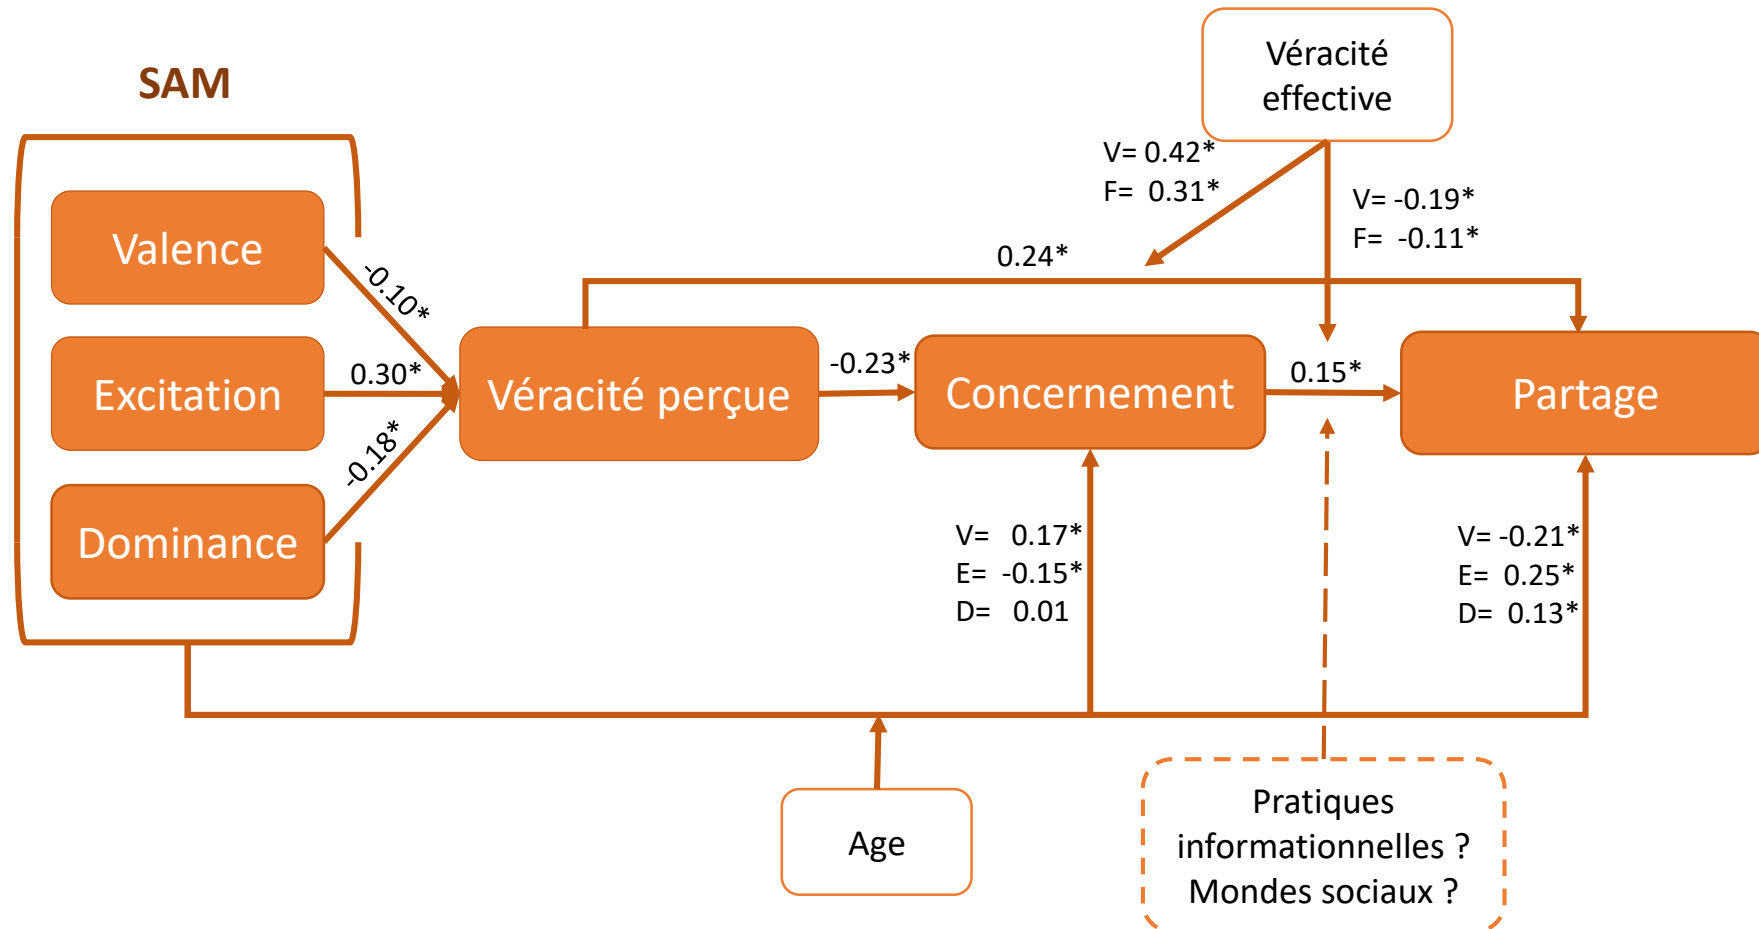 SAM
Véracité
effective
V= 0.42*
F= 0.31*
V= -0.19*
F= -0.11*
Valence
-0.10*
0.24*
Excitation
0.30*
Véracité perçue
-0.23*
Concernement
0.15*
Partage
-0.18*
Dominance
V= 0.17*
E= -0.15*
D= 0.01
V= -0.21*
E= 0.25*
D= 0.13*
Age
Pratiques
informationnelles ?
Mondes sociaux ?